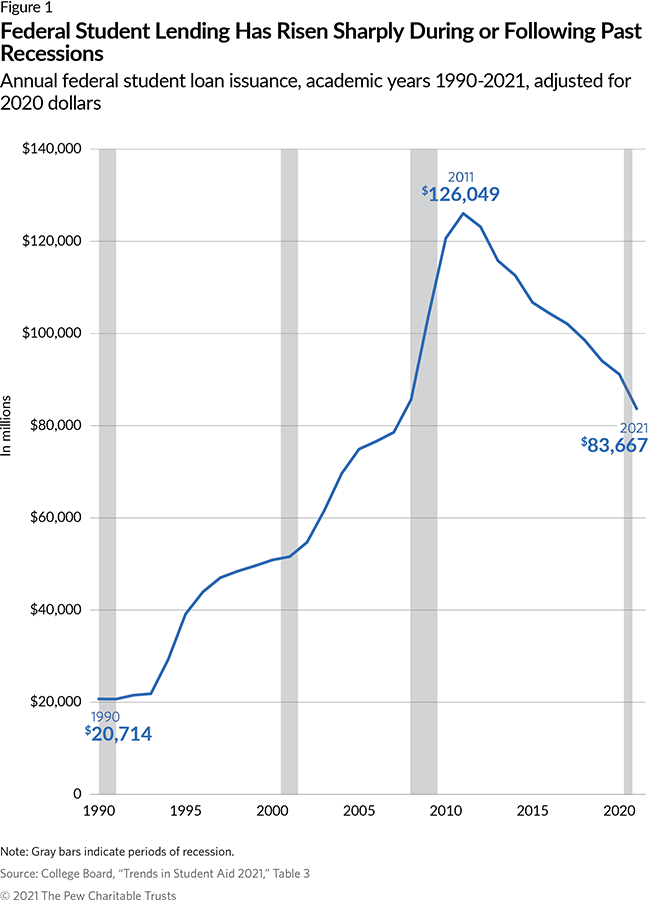 Figure 1
Federal Student Lending Has Risen Sharply During or Following Past
Recessions
Annual federal student loan issuance, academic years 1990-2021, adjusted for
2020 dollars
$140,000
2011
$126,049
$120,000
$100,000
In millions
$80,000
2021
$83,667
$60,000
$40,000
$20,000
1990
$20,714
0
1990 1995 2000 2005 2010 2015 2020
Note: Gray bars indicate periods of recession.
Source: College Board, “Trends in Student Aid 2021,” Table 3
© 2021 The Pew Charitable Trusts